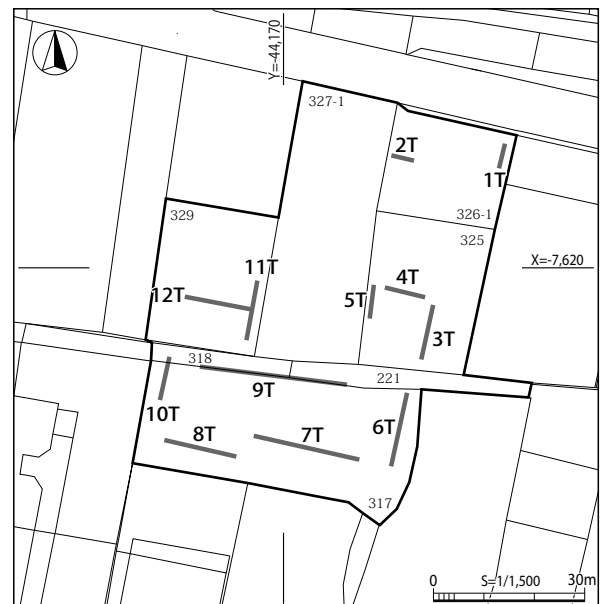 Y=-44,170
327-1
2T
1T
326-1
329
325
X=-7,620
11T
4T
12T
5T
3T
318
221
9T
10T
6T
8T
7T
317
0 S=1/1,500 30m